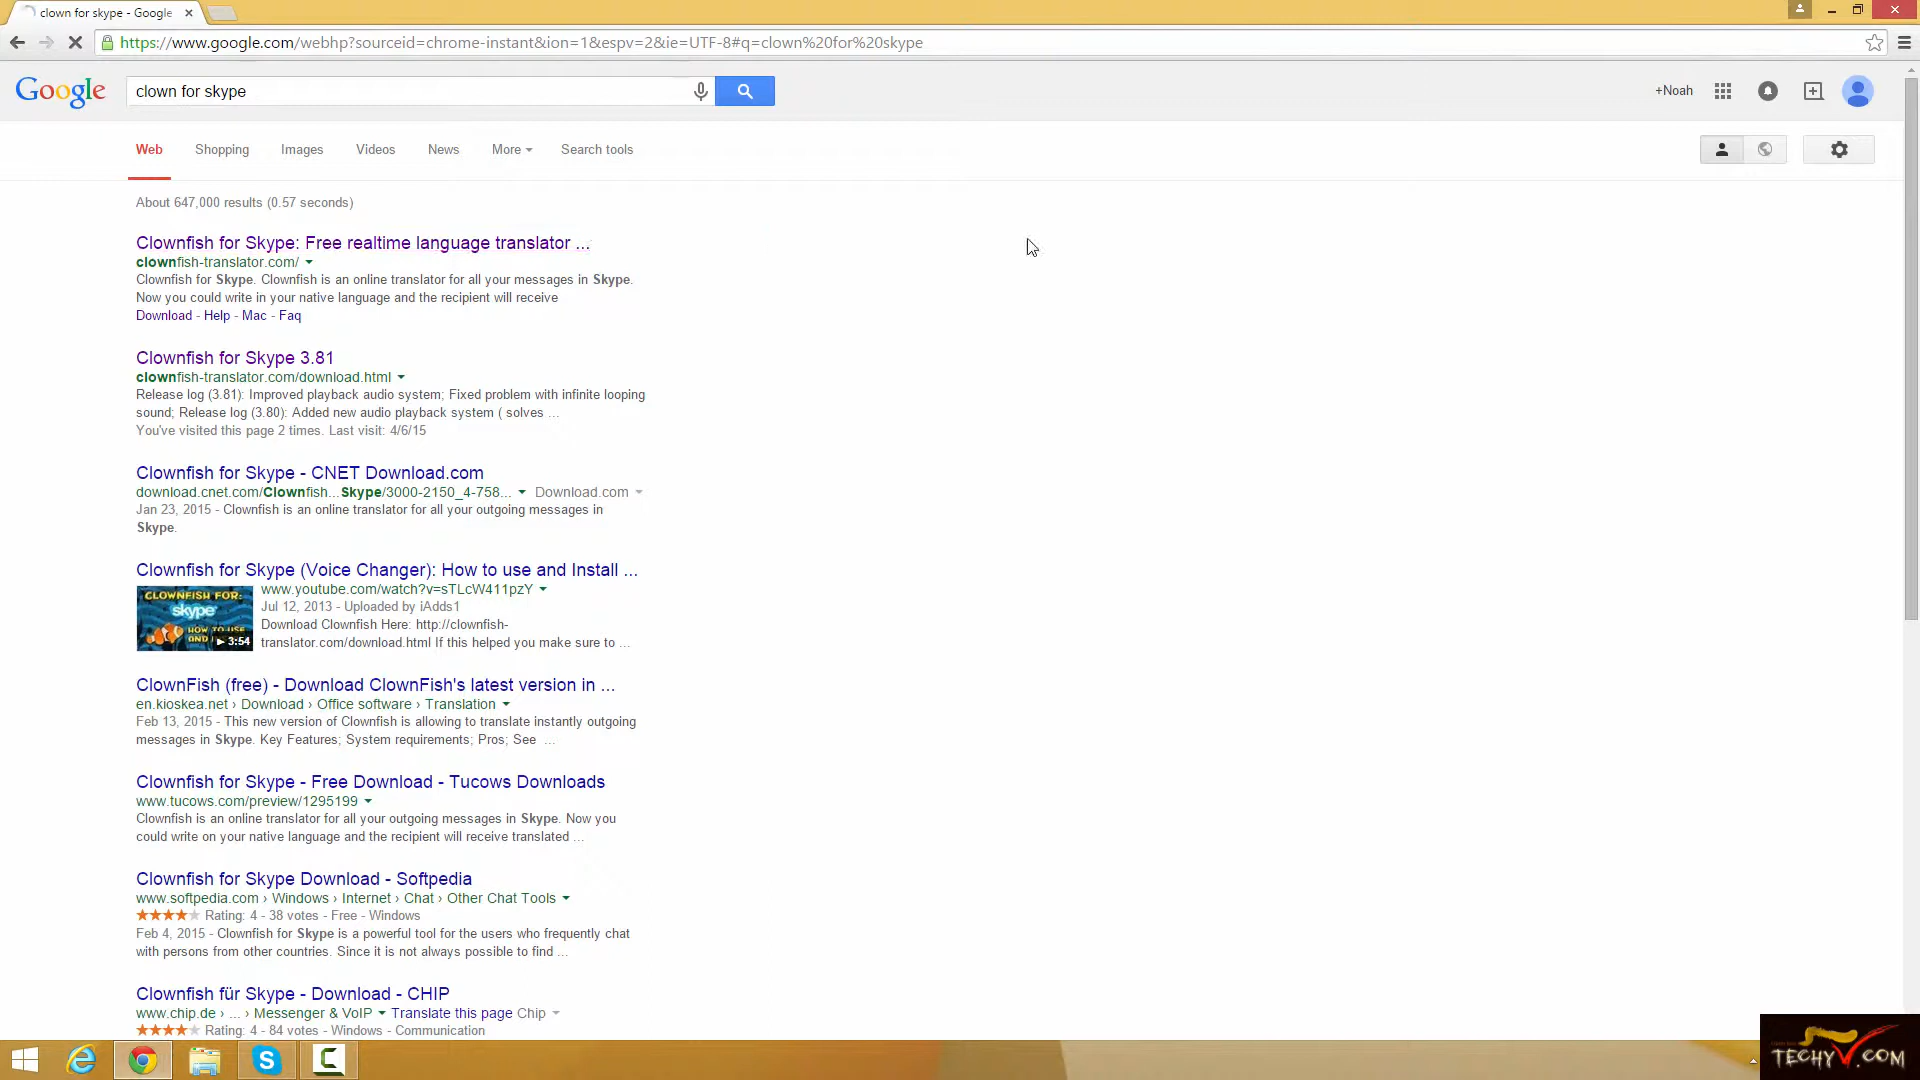 clown for skype - Google
https://www.google.com/webhp?sourceid=chrome-instant&ion=1&espv=2&ie=UTF-8#q=clown%20for%20skype
Google
clown for skype
+Noah
Web Shopping Images Videos News More Search tools
About 647,000 results (0.57 seconds)
Clownfish for Skype: Free realtime language translator ...
clownfish-translator.com/
Clownfish for Skype. Clownfish is an online translator for all your messages in Skype.
Now you could write in your native language and the recipient will receive
Download - Help - Mac - Faq
Clownfish for Skype 3.81
clownfish-translator.com/download.html
Release log (3.81): Improved playback audio system; Fixed problem with infinite looping
sound; Release log (3.80): Added new audio playback system ( solves ...
You've visited this page 2 times. Last visit: 4/6/15
Clownfish for Skype - CNET Download.com
download.cnet.com/Clownfish...Skype/3000-2150_4-758... Download.com
Jan 23, 2015 - Clownfish is an online translator for all your outgoing messages in
Skype.
Clownfish for Skype (Voice Changer): How to use and Install ...
CLOWNFISH FOR:
skype
HOW TO USE
AND
3:54
www.youtube.com/watch?v=sTLcW411pzY
Jul 12, 2013 - Uploaded by iAdds1
Download Clownfish Here: http://clownfish-
translator.com/download.html If this helped you make sure to ...
ClownFish (free) - Download ClownFish's latest version in ...
en.kioskea.net › Download › Office software › Translation
Feb 13, 2015 - This new version of Clownfish is allowing to translate instantly outgoing
messages in Skype. Key Features; System requirements; Pros; See ...
Clownfish for Skype - Free Download - Tucows Downloads
www.tucows.com/preview/1295199
Clownfish is an online translator for all your outgoing messages in Skype. Now you
could write on your native language and the recipient will receive translated ...
Clownfish for Skype Download - Softpedia
www.softpedia.com › Windows › Internet › Chat › Other Chat Tools
Rating: 4 - 38 votes - Free - Windows
Feb 4, 2015 - Clownfish for Skype is a powerful tool for the users who frequently chat
with persons from other countries. Since it is not always possible to find ...
Clownfish für Skype - Download - CHIP
www.chip.de › ... › Messenger & VoIP Translate this page Chip
Rating: 4 - 84 votes - Windows - Communication
TECHYV.COM